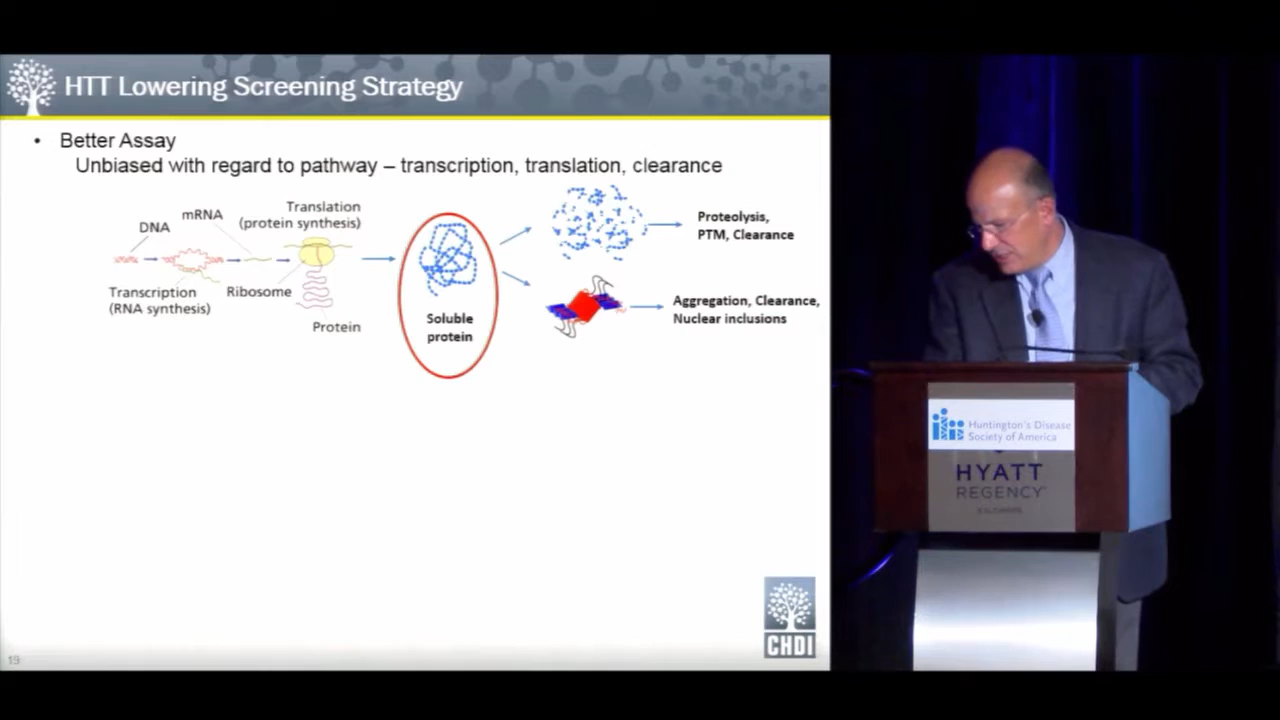 HTT Lowering Screening Strategy
• Better Assay
Unbiased with regard to pathway – transcription, translation, clearance
DNA
mRNA
Translation
(protein synthesis)
Transcription
(RNA synthesis)
Ribosome
Protein
Soluble
protein
Proteolysis,
PTM, Clearance
Aggregation, Clearance,
Nuclear inclusions
CHDI
19
Huntington's Disease
Society of America
HYATT
REGENCY